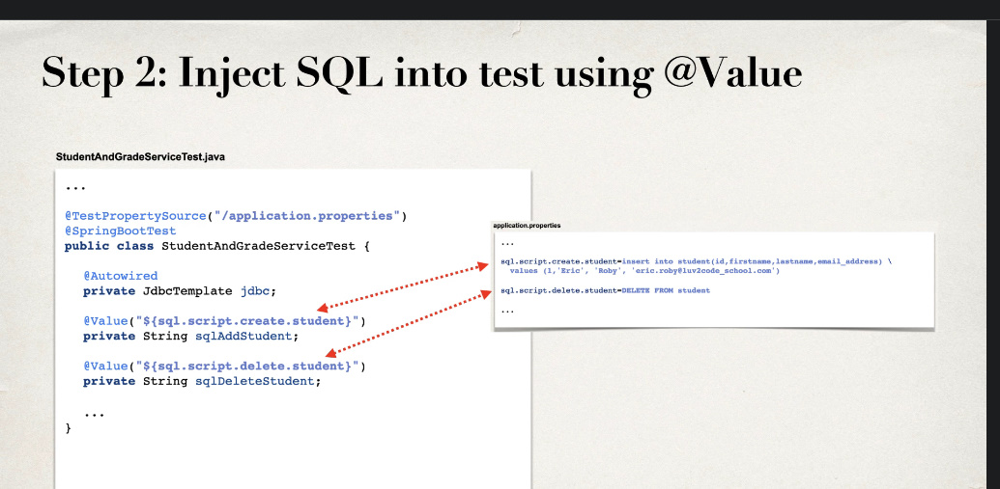 Step 2: Inject SQL into test using @Value
StudentAndGradeServiceTest.java
...
@TestPropertySource("/application.properties")
@SpringBootTest
public class StudentAndGradeServiceTest {
@Autowired
private JdbcTemplate jdbc;
@Value("${sql.script.create.student}")
private String sqlAddStudent;
@Value("${sql.script.delete.student}")
private String sqlDeleteStudent;
...
}
application.properties
...
sql.script.create.student=insert into student(id,firstname,lastname,email_address) \
values (1,'Eric', 'Roby', 'eric.roby@luv2code_school.com')
sql.script.delete.student=DELETE FROM student
...